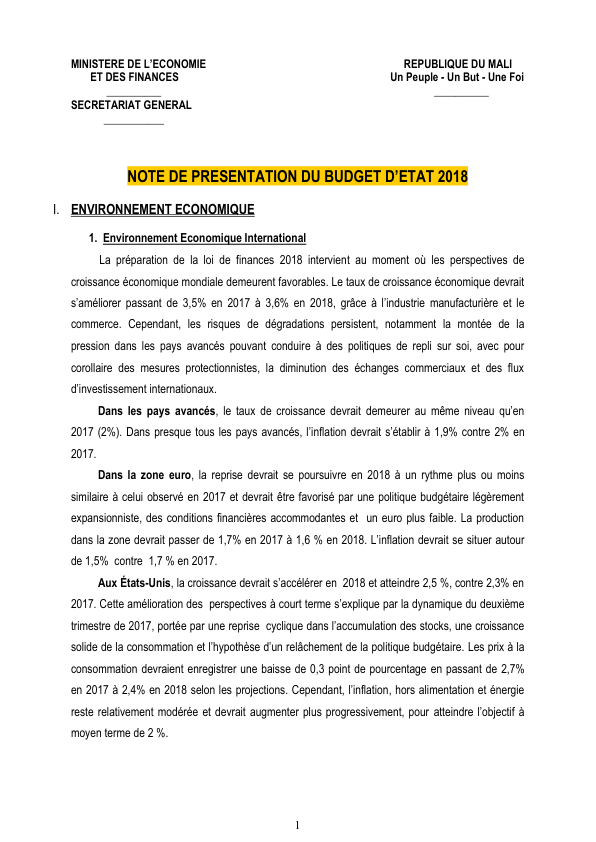 MINISTERE DE L'ECONOMIE
ET DES FINANCES
__________
SECRETARIAT GENERAL
___________
REPUBLIQUE DU MALI
Un Peuple - Un But - Une Foi
__________
NOTE DE PRESENTATION DU BUDGET D'ETAT 2018
I. ENVIRONNEMENT ECONOMIQUE
1. Environnement Economique International
La préparation de la loi de finances 2018 intervient au moment où les perspectives de
croissance économique mondiale demeurent favorables. Le taux de croissance économique devrait
s'améliorer passant de 3,5% en 2017 à 3,6% en 2018, grâce à l'industrie manufacturière et le
commerce. Cependant, les risques de dégradations persistent, notamment la montée de la
pression dans les pays avancés pouvant conduire à des politiques de repli sur soi, avec pour
corollaire des mesures protectionnistes, la diminution des échanges commerciaux et des flux
d'investissement internationaux.
Dans les pays avancés, le taux de croissance devrait demeurer au même niveau qu'en
2017 (2%). Dans presque tous les pays avancés, l'inflation devrait s'établir à 1,9% contre 2% en
2017.
Dans la zone euro, la reprise devrait se poursuivre en 2018 à un rythme plus ou moins
similaire à celui observé en 2017 et devrait être favorisé par une politique budgétaire légèrement
expansionniste, des conditions financières accommodantes et un euro plus faible. La production
dans la zone devrait passer de 1,7% en 2017 à 1,6 % en 2018. L'inflation devrait se situer autour
de 1,5% contre 1,7 % en 2017.
Aux États-Unis, la croissance devrait s'accélérer en 2018 et atteindre 2,5 %, contre 2,3% en
2017. Cette amélioration des perspectives à court terme s'explique par la dynamique du deuxième
trimestre de 2017, portée par une reprise cyclique dans l'accumulation des stocks, une croissance
solide de la consommation et l'hypothèse d'un relâchement de la politique budgétaire. Les prix à la
consommation devraient enregistrer une baisse de 0,3 point de pourcentage en passant de 2,7%
en 2017 à 2,4% en 2018 selon les projections. Cependant, l'inflation, hors alimentation et énergie
reste relativement modérée et devrait augmenter plus progressivement, pour atteindre l'objectif à
moyen terme de 2 %.
1